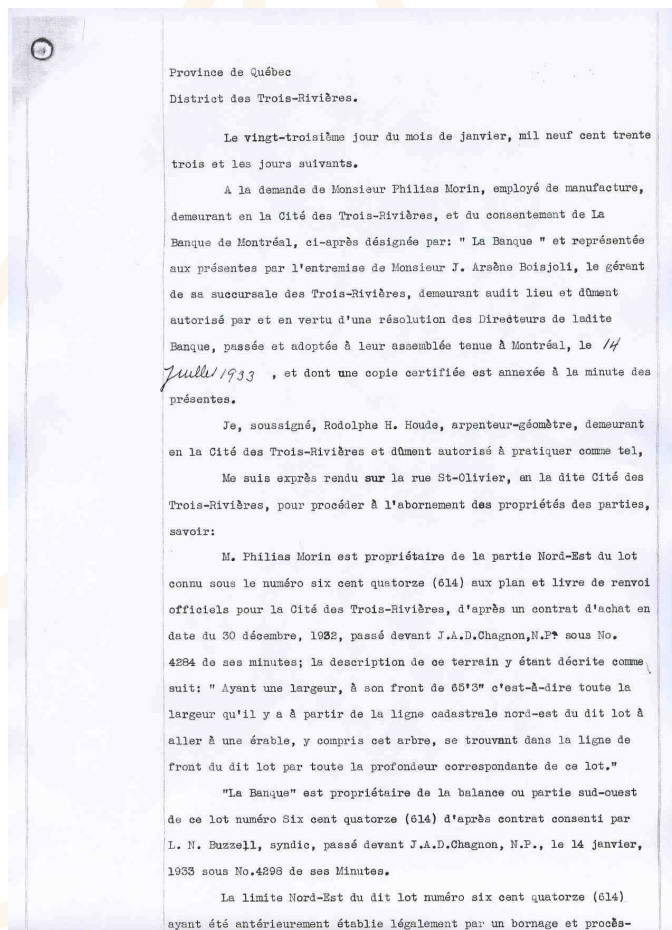 Province de Québec
District des Trois-Rivières.
Le vingt-troisième jour du mois de janvier, mil neuf cent trente
trois et les jours suivants.
A la demande de Monsieur Philias Morin, employé de manufacture,
demeurant en la Cité des Trois-Rivières, et du consentement de La
Banque de Montréal, ci-après désignée par: " La Banque " et représentée
aux présentes par l'entremise de Monsieur J. Arsène Boisjoli, le gérant
de sa succursale des Trois-Rivières, demeurant audit lieu et dûment
autorisé par et en vertu d'une résolution des Directeurs de ladite
Banque, passée et adoptée à leur assemblée tenue à Montréal, le 14
Juillet 1933 , et dont une copie certifiée est annexée à la minute des
présentes.
Je, soussigné, Rodolphe H. Houde, arpenteur-géomètre, demeurant
en la Cité des Trois-Rivières et dûment autorisé à pratiquer comme tel,
Me suis exprès rendu sur la rue St-Olivier, en la dite Cité des
Trois-Rivières, pour procéder à l'abornement des propriétés des parties,
savoir:
M. Philias Morin est propriétaire de la partie Nord-Est du lot
connu sous le numéro six cent quatorze (614) aux plan et livre de renvoi
officiels pour la Cité des Trois-Rivières, d'après un contrat d'achat en
date du 30 décembre, 1932, passé devant J.A.D.Chagnon,N.P. sous No.
4284 de ses minutes; la description de ce terrain y étant décrite comme
suit: " Ayant une largeur, à son front de 65'3" c'est-à-dire toute la
largeur qu'il y a à partir de la ligne cadastrale nord-est du dit lot à
aller à une érable, y compris cet arbre, se trouvant dans la ligne de
front du dit lot par toute la profondeur correspondante de ce lot."
"La Banque" est propriétaire de la balance ou partie sud-ouest
de ce lot numéro Six cent quatorze (614) d'après contrat consenti par
L. N. Buzzell, syndic, passé devant J.A.D.Chagnon, N.P., le 14 janvier,
1933 sous No.4298 de ses Minutes.
La limite Nord-Est du dit lot numéro six cent quatorze (614)
ayant été antérieurement établie légalement par un bornage et procès-